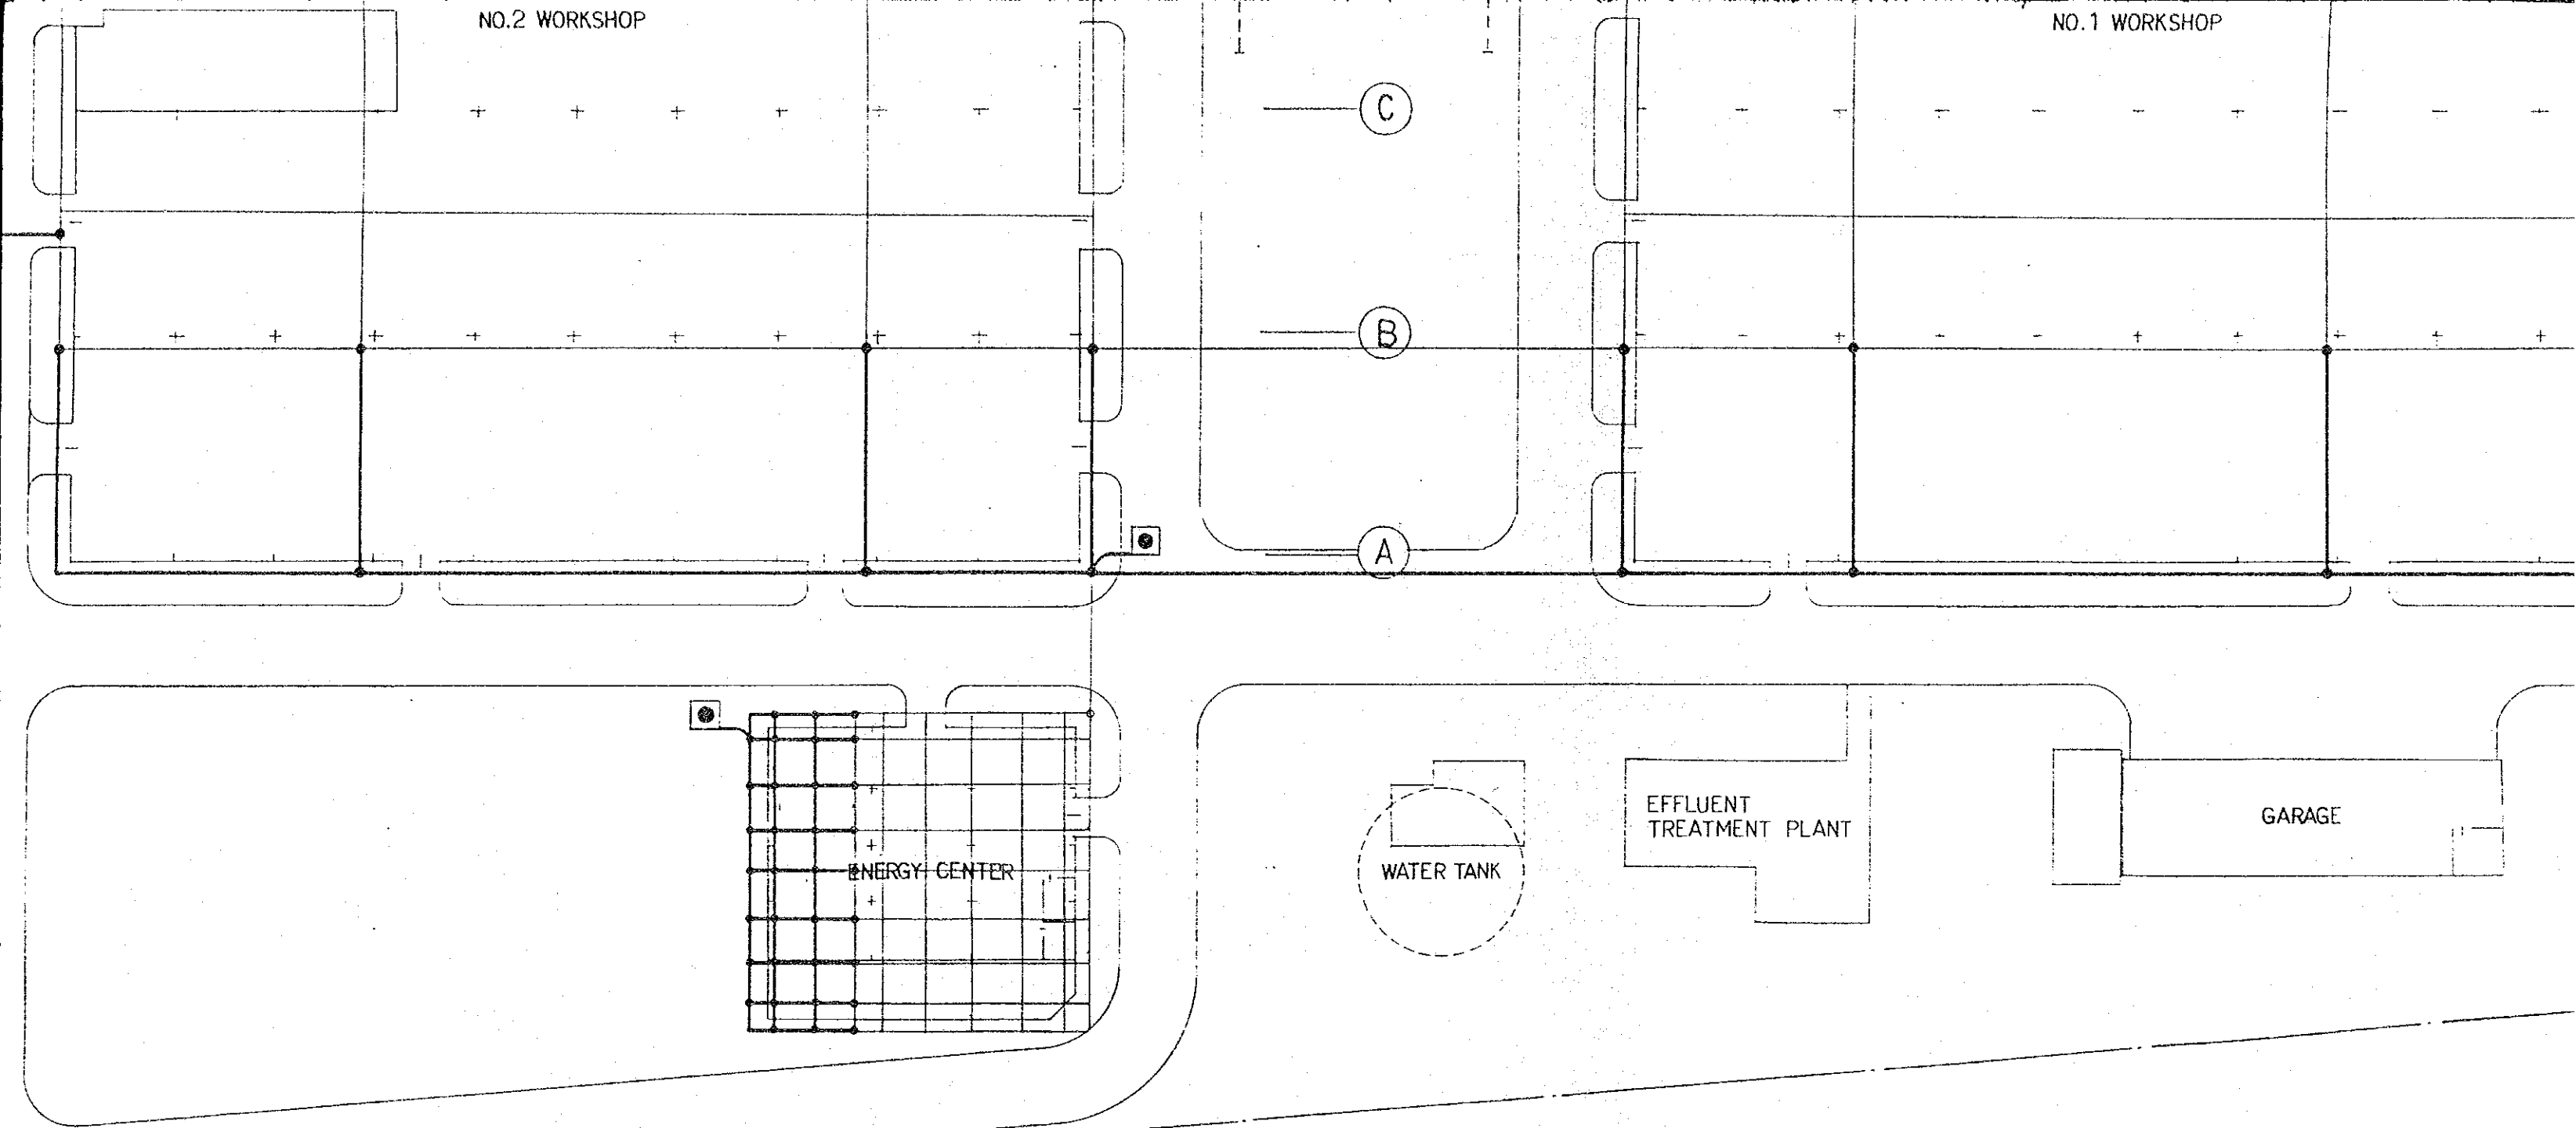 NO.2 WORKSHOP
NO.1 WORKSHOP
C
B
A
EFFLUENT
TREATMENT PLANT
GARAGE
ENERGY CENTER
WATER TANK